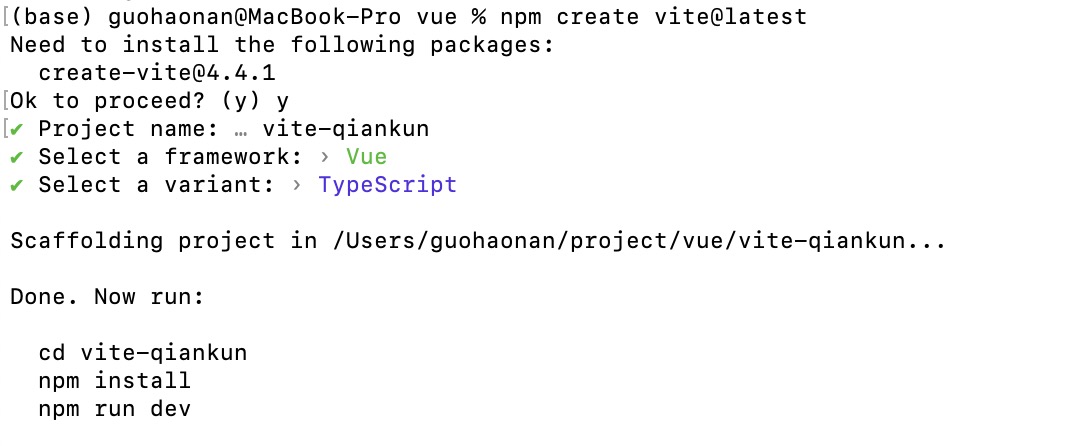 (base) guohaonan@MacBook-Pro vue % npm create vite@latest
Need to install the following packages:
  create-vite@4.4.1
Ok to proceed? (y) y
✔ Project name: … vite-qiankun
✔ Select a framework: › Vue
✔ Select a variant: › TypeScript

Scaffolding project in /Users/guohaonan/project/vue/vite-qiankun...

Done. Now run:

  cd vite-qiankun
  npm install
  npm run dev